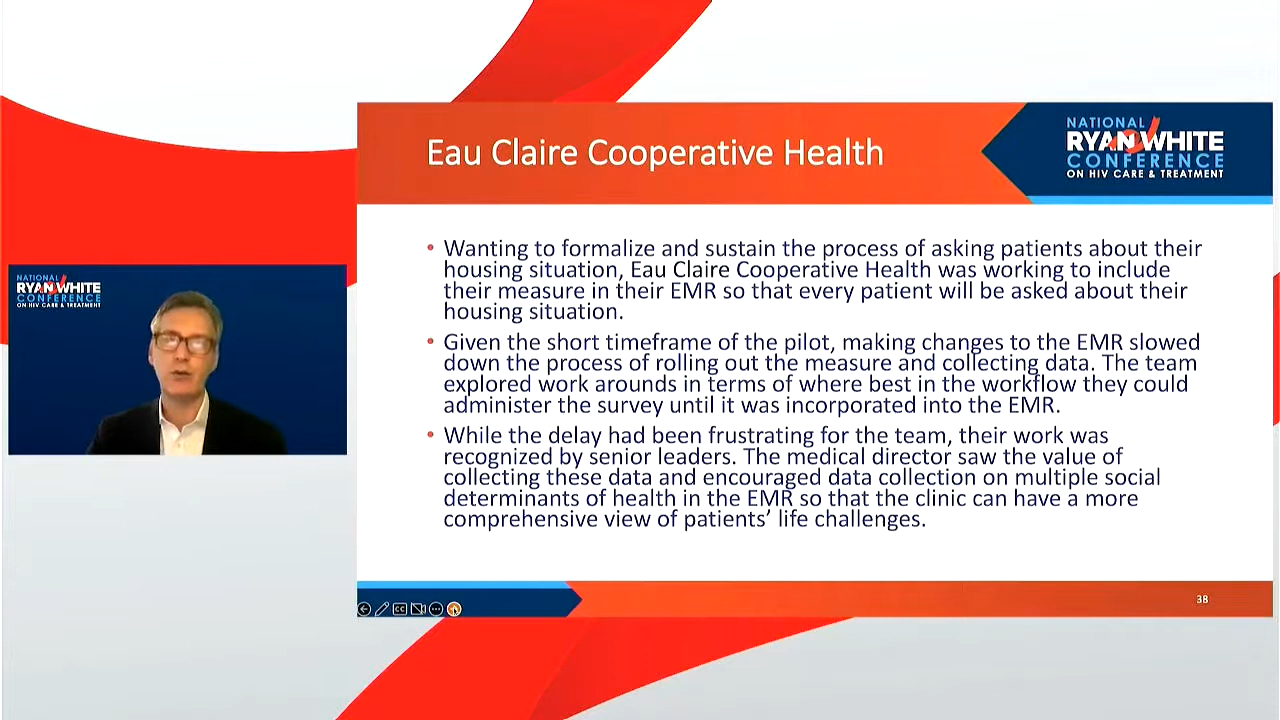 NATIONAL
RYAN WHITE
CONFERENCE
ON HIV CARE & TREATMENT
Eau Claire Cooperative Health
NATIONAL
RYAN WHITE
CONFERENCE
ON HIV CARE & TREATMENT
• Wanting to formalize and sustain the process of asking patients about their
housing situation, Eau Claire Cooperative Health was working to include
their measure in their EMR so that every patient will be asked about their
housing situation.
• Given the short timeframe of the pilot, making changes to the EMR slowed
down the process of rolling out the measure and collecting data. The team
explored work arounds in terms of where best in the workflow they could
administer the survey until it was incorporated into the EMR.
• While the delay had been frustrating for the team, their work was
recognized by senior leaders. The medical director saw the value of
collecting these data and encouraged data collection on multiple social
determinants of health in the EMR so that the clinic can have a more
comprehensive view of patients’ life challenges.
CC
38